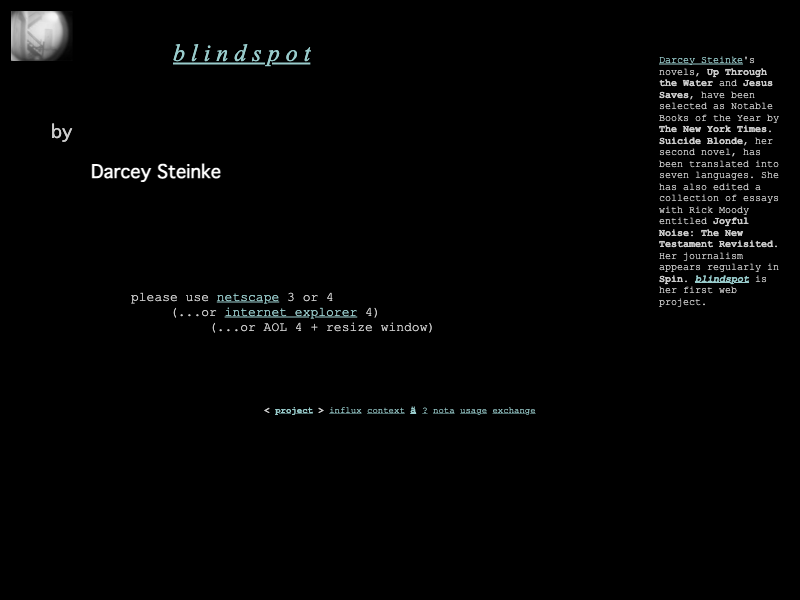 blindspot
by
Darcey Steinke
please use netscape 3 or 4
(...or internet explorer 4)
(...or AOL 4 + resize window)
Darcey Steinke's
novels, Up Through
the Water and Jesus
Saves, have been
selected as Notable
Books of the Year by
The New York Times.
Suicide Blonde, her
second novel, has
been translated into
seven languages. She
has also edited a
collection of essays
with Rick Moody
entitled Joyful
Noise: The New
Testament Revisited.
Her journalism
appears regularly in
Spin. blindspot is
her first web
project.
< project > influx context ? nota usage exchange